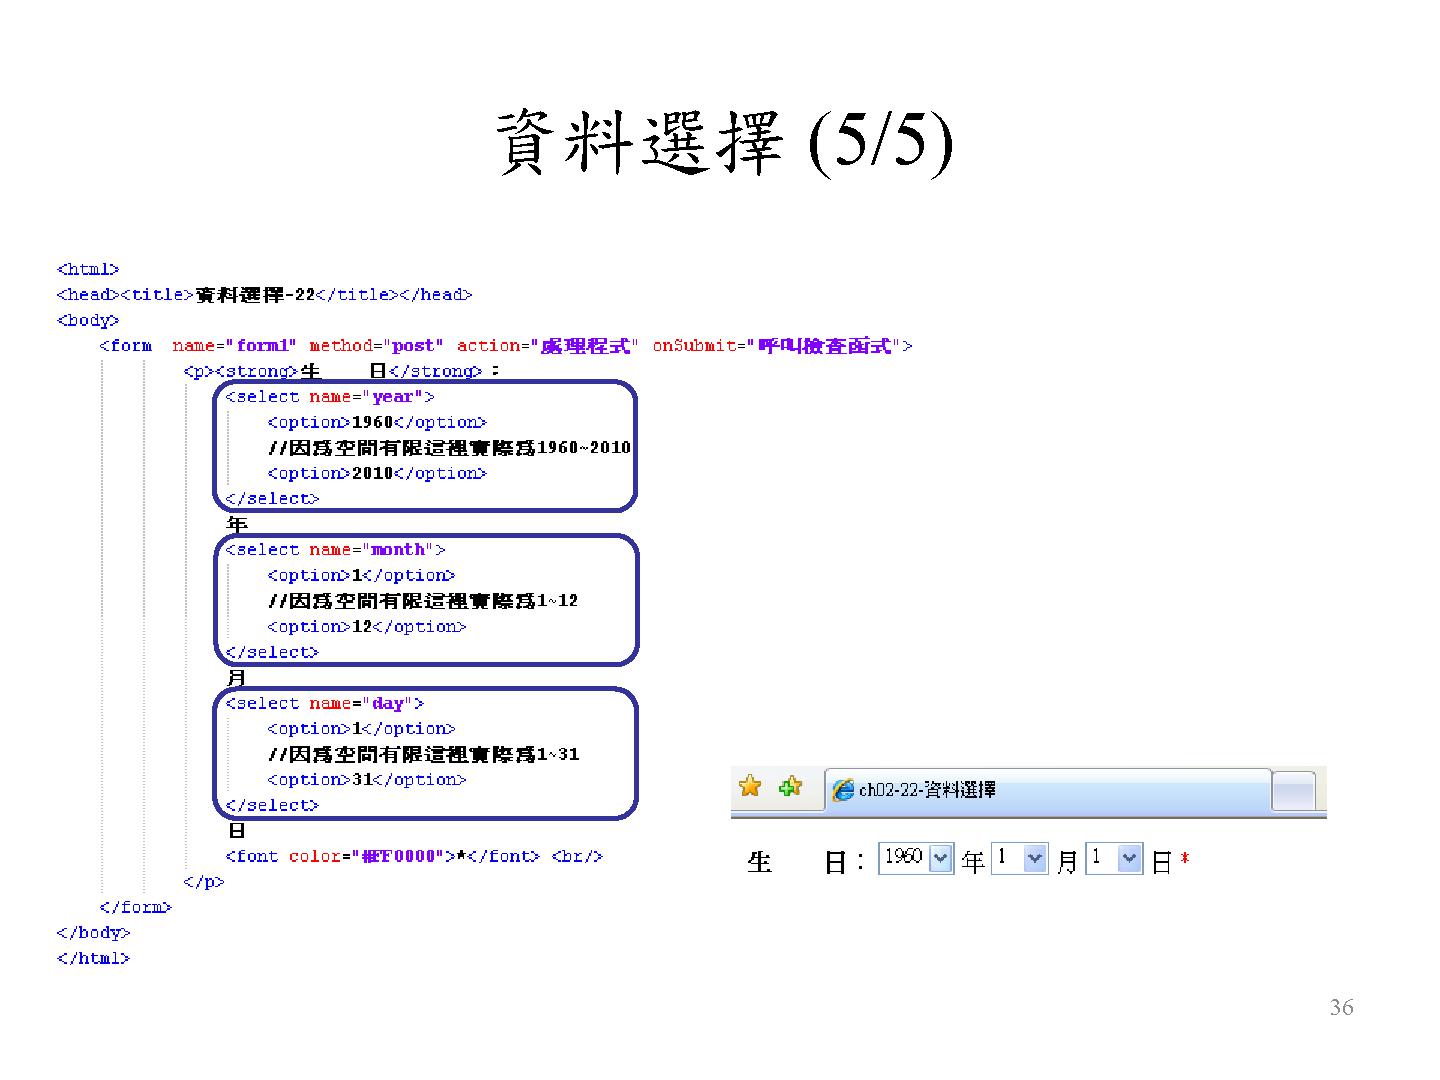 資料選擇 (5/5)
<html>
<head><title>資料選擇-22</title></head>
<body>
<form name="form1" method="post" action="處理程式" onSubmit="呼叫檢查函式">
<p><strong>生 日</strong>：
<select name="year">
<option>1960</option>
//因為空間有限這裡實際為1960~2010
<option>2010</option>
</select>
年
<select name="month">
<option>1</option>
//因為空間有限這裡實際為1~12
<option>12</option>
</select>
月
<select name="day">
<option>1</option>
//因為空間有限這裡實際為1~31
<option>31</option>
</select>
日
<font color="#FF0000">*</font> <br/>
</p>
</form>
</body>
</html>
ch02-22-資料選擇
生 日： 1960 年 1 月 1 日 *
36